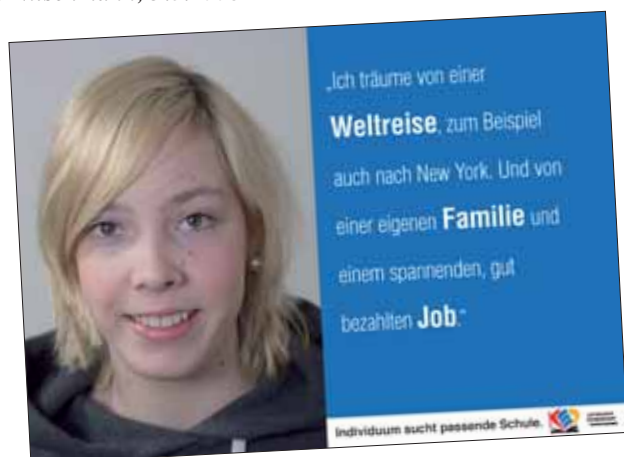 „Ich träume von einer
Weltreise, zum Beispiel
auch nach New York. Und von
einer eigenen Familie und
einem spannenden, gut
bezahlten Job.“
Individuum sucht passende Schule.